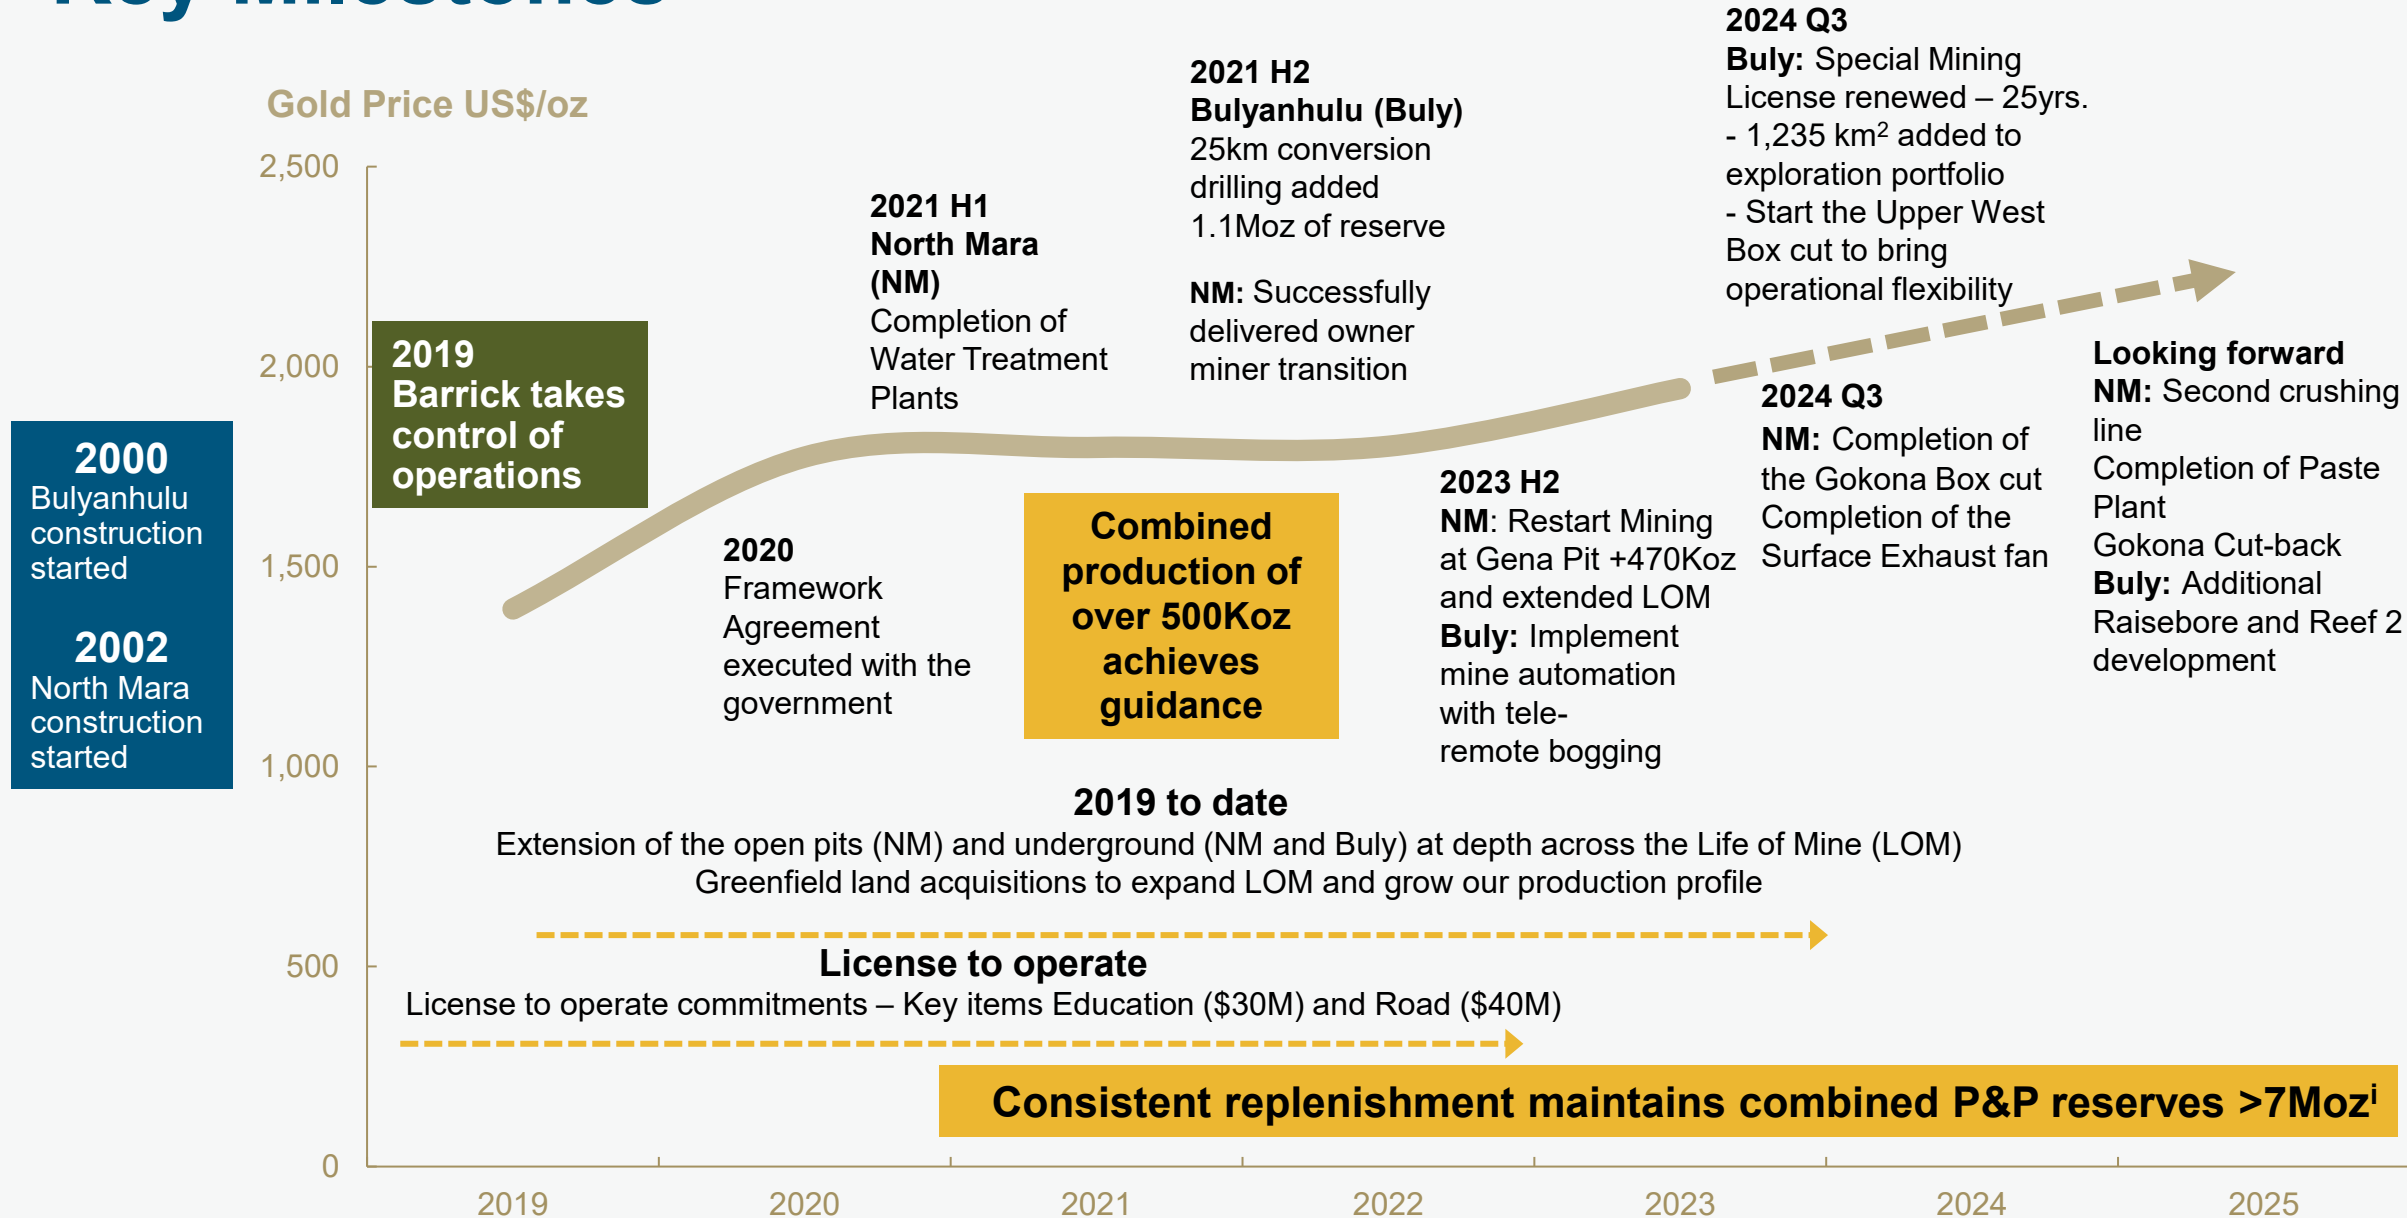 Key Milestones
Gold Price US$/oz
2,500
2,000
1,500
1,000
500
0
2000
Bulyanhulu
construction
started
2002
North Mara
construction
started
2019
Barrick takes
control of
operations
2020
Framework
Agreement
executed with the
government
2021 H1
North Mara
(NM)
Completion of
Water Treatment
Plants
2021 H2
Bulyanhulu (Buly)
25km conversion
drilling added
1.1Moz of reserve
NM: Successfully
delivered owner
miner transition
Combined
production of
over 500Koz
achieves
guidance
2023 H2
NM: Restart Mining
at Gena Pit +470Koz
and extended LOM
Buly: Implement
mine automation
with tele-
remote bogging
2024 Q3
Buly: Special Mining
License renewed – 25yrs.
- 1,235 km² added to
exploration portfolio
- Start the Upper West
Box cut to bring
operational flexibility
2024 Q3
NM: Completion of
the Gokona Box cut
Completion of the
Surface Exhaust fan
Looking forward
NM: Second crushing
line
Completion of Paste
Plant
Gokona Cut-back
Buly: Additional
Raisebore and Reef 2
development
2019 to date
Extension of the open pits (NM) and underground (NM and Buly) at depth across the Life of Mine (LOM)
Greenfield land acquisitions to expand LOM and grow our production profile
License to operate
License to operate commitments – Key items Education ($30M) and Road ($40M)
Consistent replenishment maintains combined P&P reserves >7Mozⁱ
2019
2020
2021
2022
2023
2024
2025